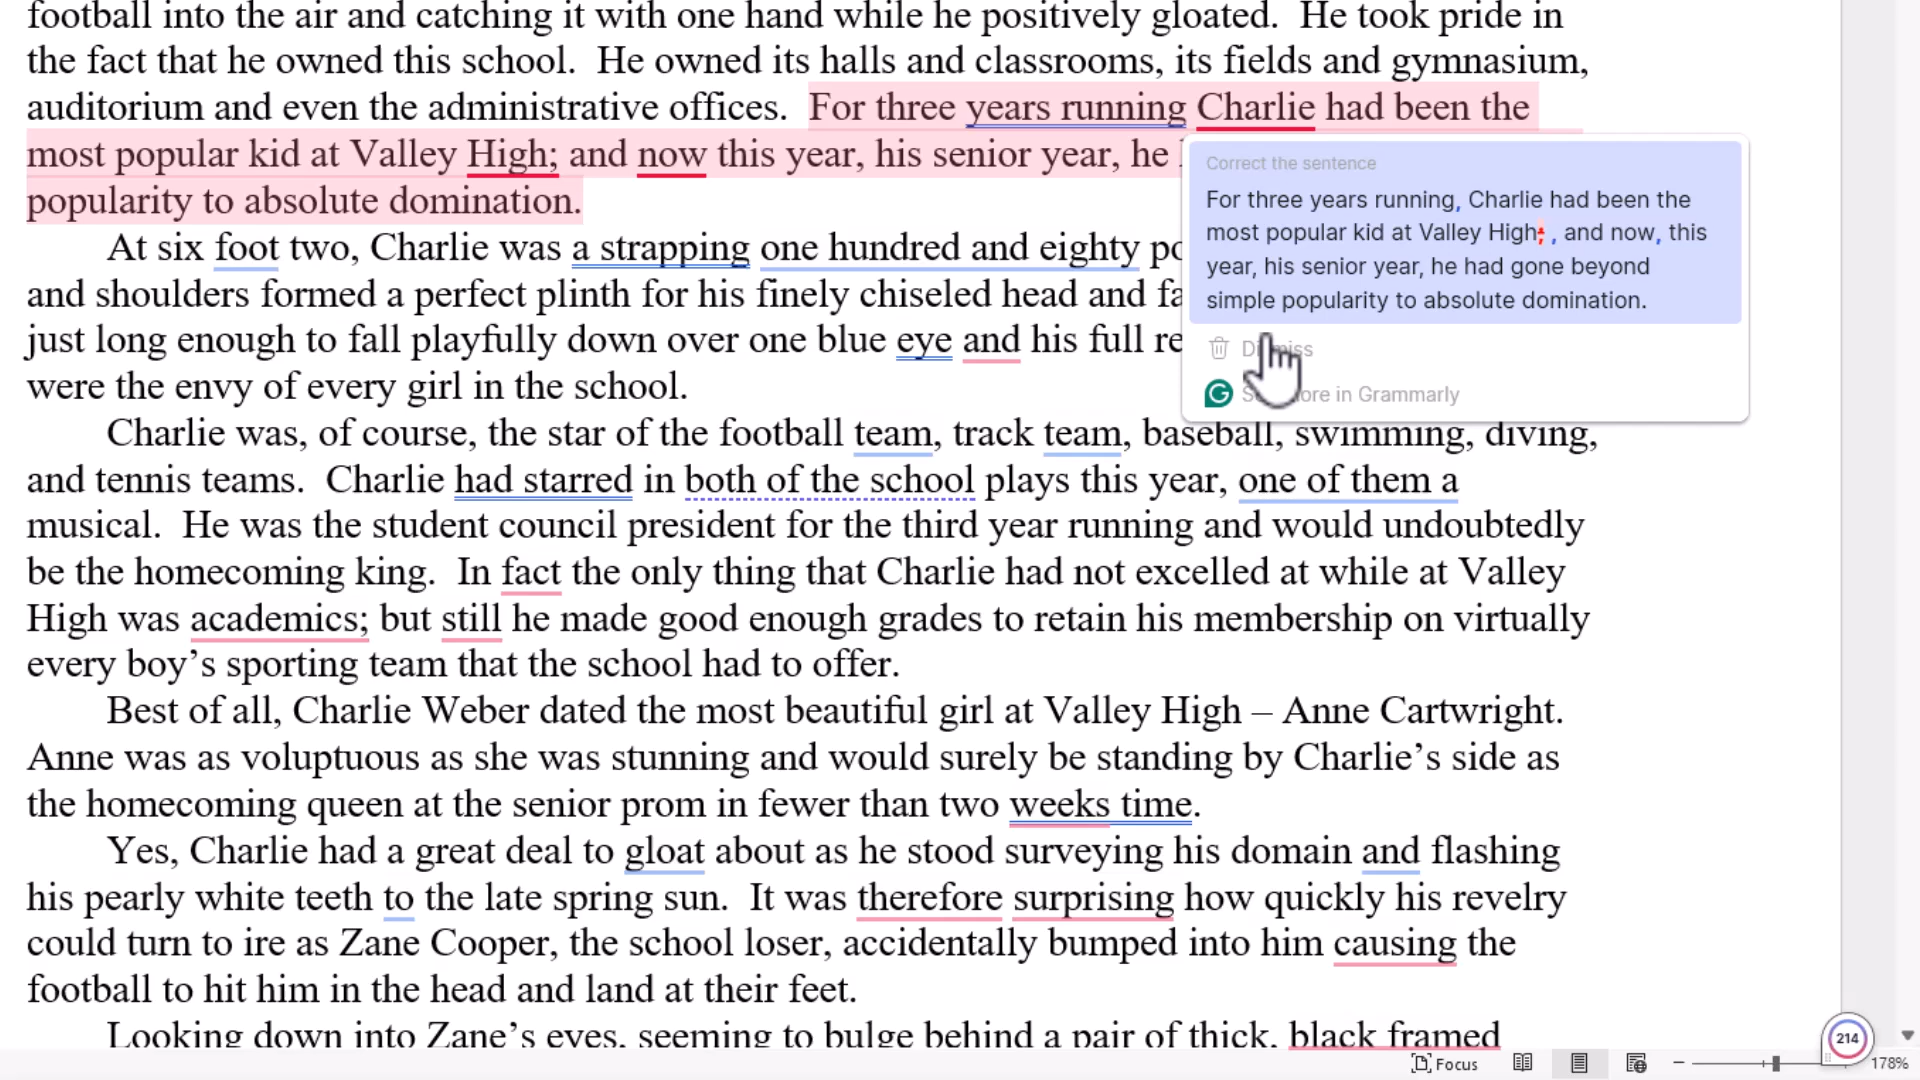 football into the air and catching it with one hand while he positively gloated.  He took pride in
the fact that he owned this school.  He owned its halls and classrooms, its fields and gymnasium,
auditorium and even the administrative offices.  For three years running Charlie had been the
most popular kid at Valley High; and now this year, his senior year, he
popularity to absolute domination.
Correct the sentence
For three years running, Charlie had been the
most popular kid at Valley High; , and now, this
year, his senior year, he had gone beyond
simple popularity to absolute domination.
Dismiss
See more in Grammarly
At six foot two, Charlie was a strapping one hundred and eighty po
and shoulders formed a perfect plinth for his finely chiseled head and fa
just long enough to fall playfully down over one blue eye and his full re
were the envy of every girl in the school.
Charlie was, of course, the star of the football team, track team, baseball, swimming, diving,
and tennis teams.  Charlie had starred in both of the school plays this year, one of them a
musical.  He was the student council president for the third year running and would undoubtedly
be the homecoming king.  In fact the only thing that Charlie had not excelled at while at Valley
High was academics; but still he made good enough grades to retain his membership on virtually
every boy’s sporting team that the school had to offer.
Best of all, Charlie Weber dated the most beautiful girl at Valley High – Anne Cartwright.
Anne was as voluptuous as she was stunning and would surely be standing by Charlie’s side as
the homecoming queen at the senior prom in fewer than two weeks time.
Yes, Charlie had a great deal to gloat about as he stood surveying his domain and flashing
his pearly white teeth to the late spring sun.  It was therefore surprising how quickly his revelry
could turn to ire as Zane Cooper, the school loser, accidentally bumped into him causing the
football to hit him in the head and land at their feet.
Looking down into Zane’s eyes, seeming to bulge behind a pair of thick, black framed
214
Focus
178%